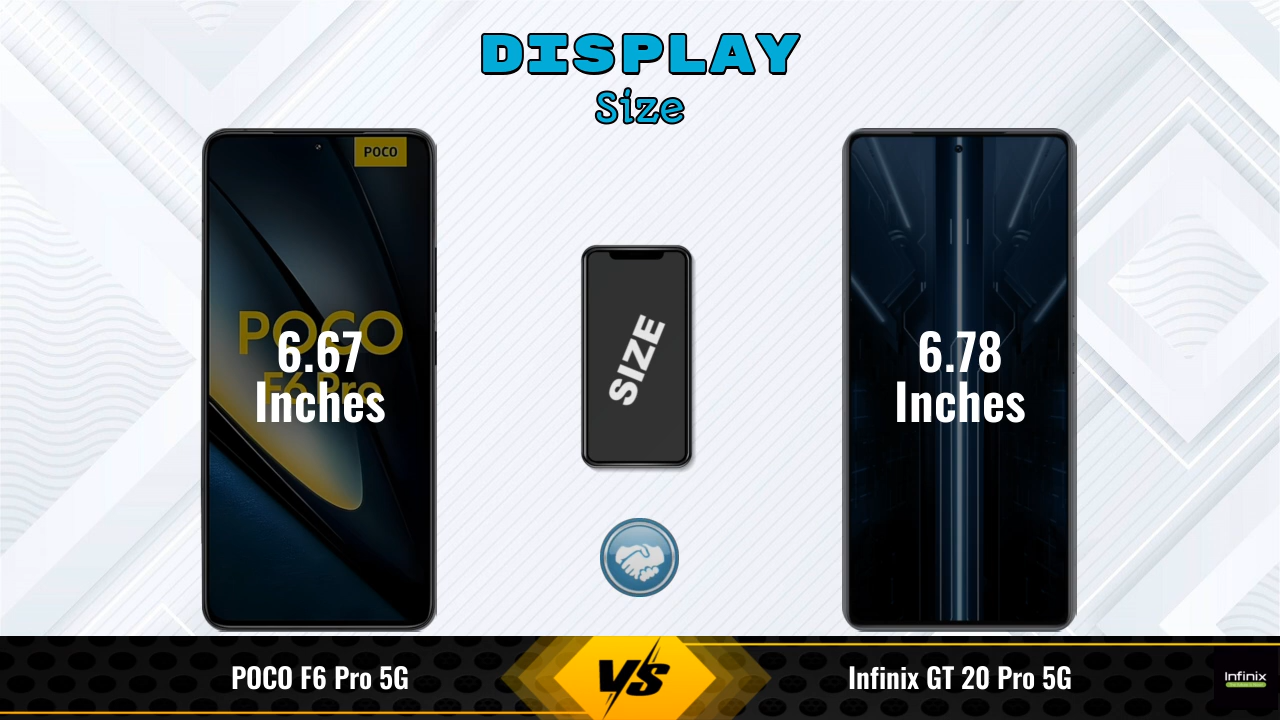 DISPLAY
Size
POCO
POCO
F6 Pro
6.67
Inches
SIZE
6.78
Inches
POCO F6 Pro 5G
VS
Infinix GT 20 Pro 5G
Infinix